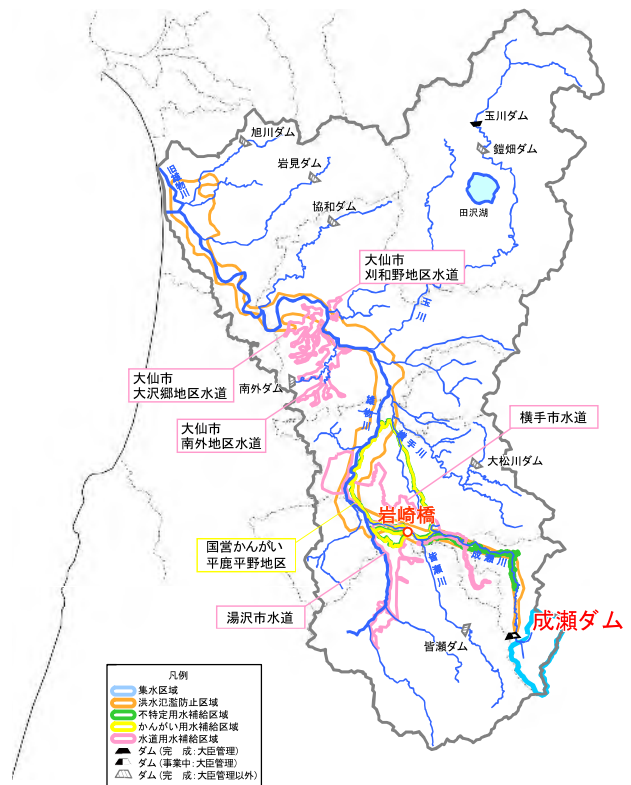 玉川ダム
旭川ダム
鎧畑ダム
岩見ダム
旧雄物川
田沢湖
協和ダム
大仙市
刈和野地区水道
玉川
大仙市
大沢郷地区水道
南外ダム
雄物川
横手市水道
大仙市
南外地区水道
横手川
大松川ダム
岩崎橋
国営かんがい
平鹿平野地区
成瀬川
皆瀬川
湯沢市水道
成瀬ダム
皆瀬ダム
凡例
集水区域
洪水氾濫防止区域
不特定用水補給区域
かんがい用水補給区域
水道用水補給区域
ダム(完 成:大臣管理)
ダム(事業中:大臣管理)
ダム(完 成:大臣管理以外)